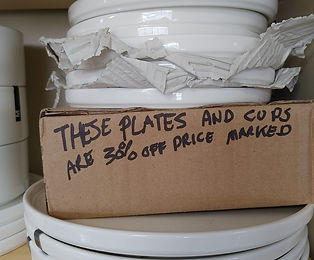 THESE PLATES AND CUPS
ARE 30% OFF PRICE MARKED